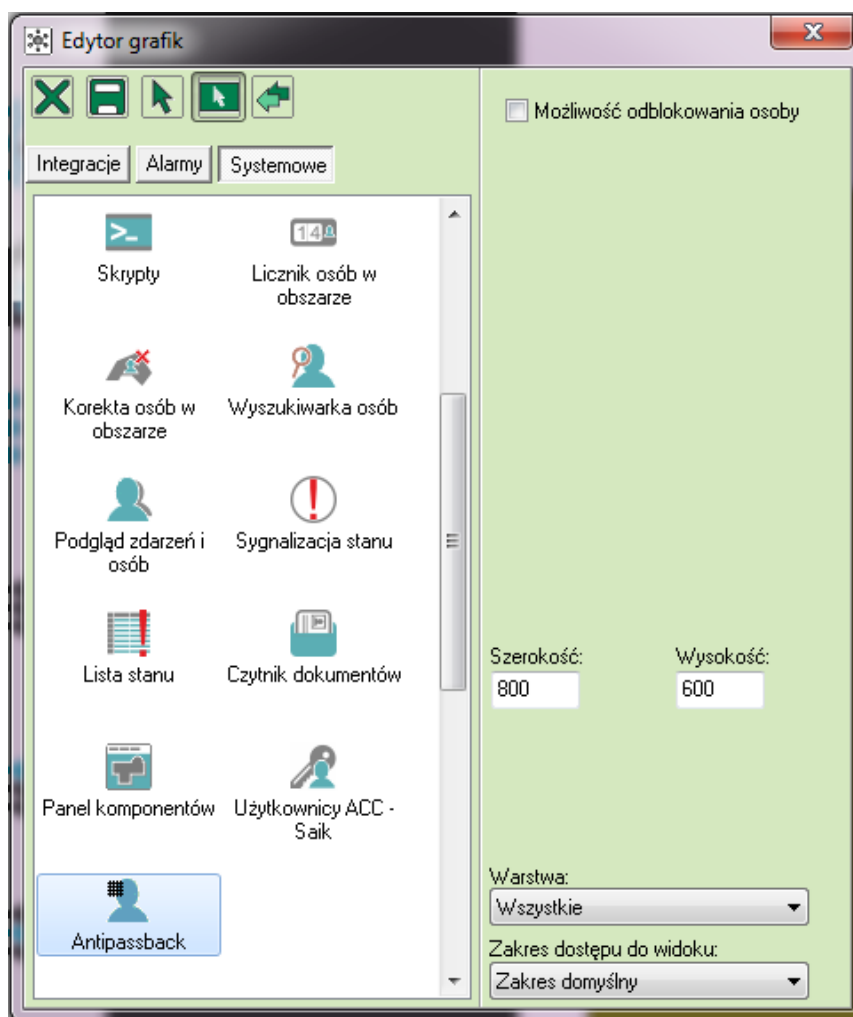 Edytor grafik
Możliwość odblokowania osoby
Integracje Alarmy Systemowe
Skrypty
Licznik osób w
obszarze
Korekta osób w
obszarze
Wyszukiwarka osób
Podgląd zdarzeń i
osób
Sygnalizacja stanu
Lista stanu
Czytnik dokumentów
Panel komponentów
Użytkownicy ACC -
Saik
Antipassback
Szerokość: Wysokość:
800 600
Warstwa:
Wszystkie
Zakres dostępu do widoku:
Zakres domyślny